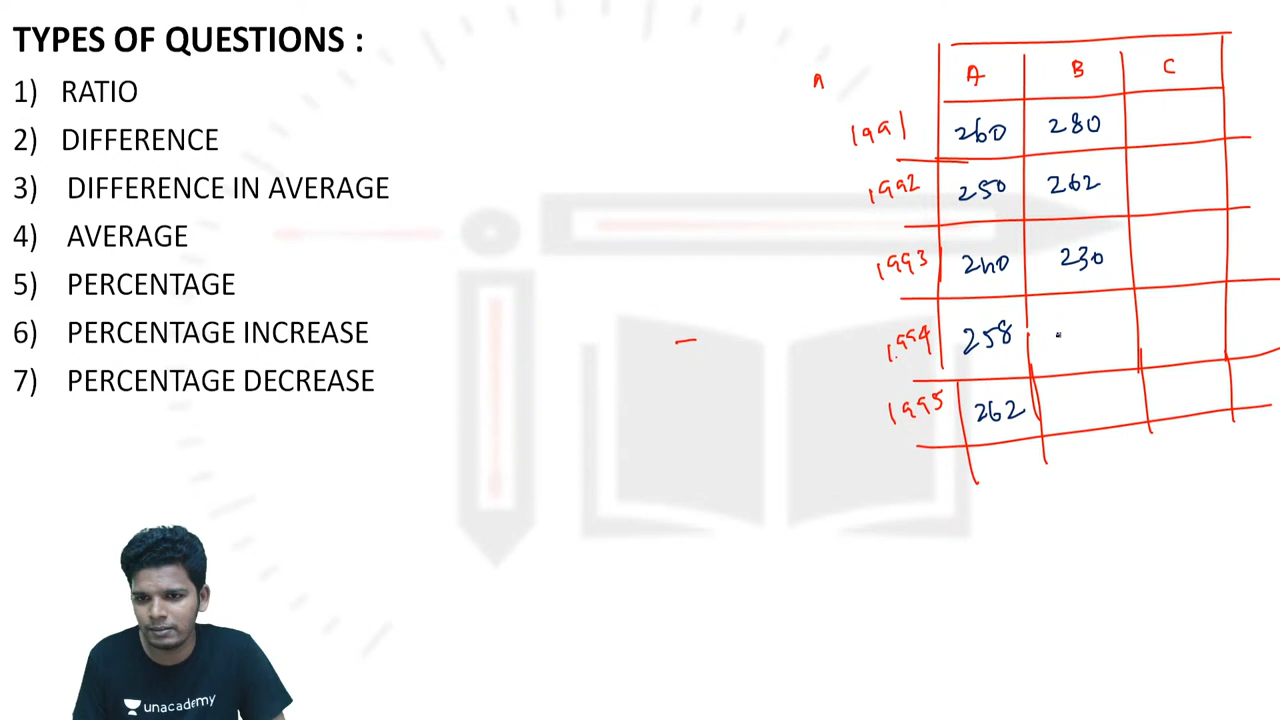 TYPES OF QUESTIONS :
1) RATIO
2) DIFFERENCE
3) DIFFERENCE IN AVERAGE
4) AVERAGE
5) PERCENTAGE
6) PERCENTAGE INCREASE
7) PERCENTAGE DECREASE
A
A B C
1991 260 280
1992 250 262
1993 240 230
1994 258
1995 262
unacademy